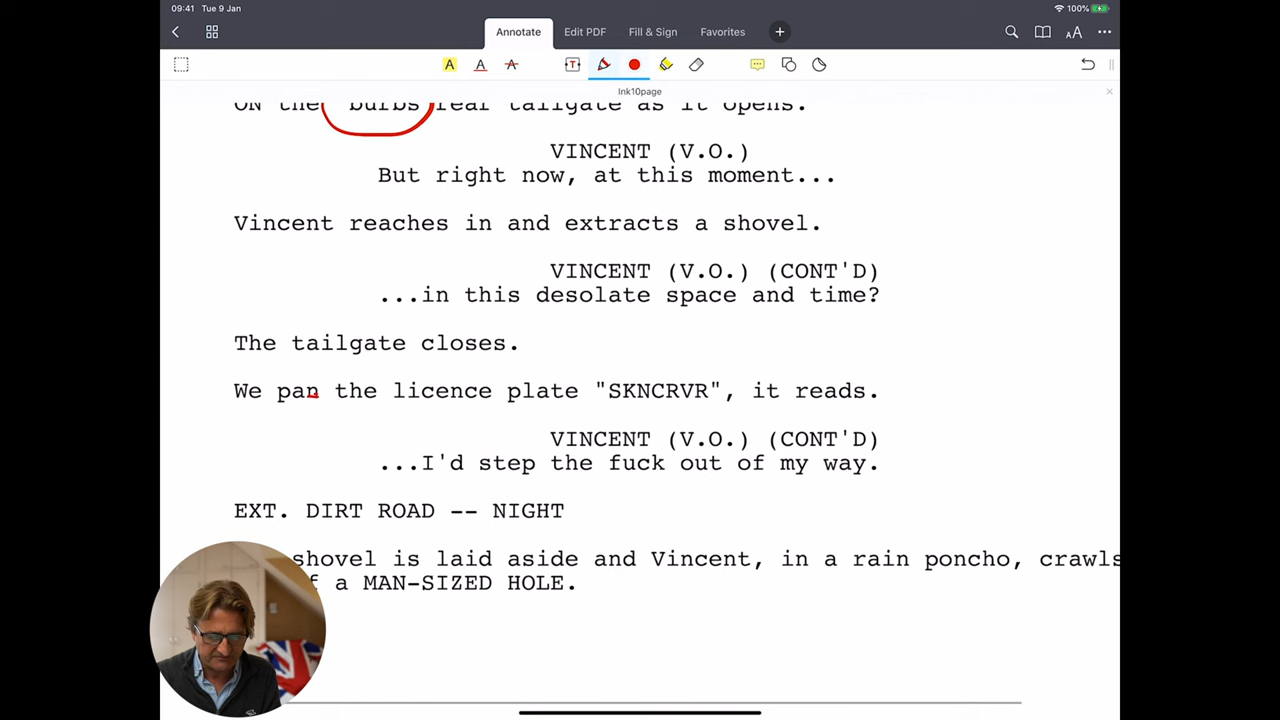 09:41 Tue 9 Jan
100%
Annotate Edit PDF Fill & Sign Favorites
Ink10page
ON the 'burbs rear tailgate as it opens.
VINCENT (V.O.)
But right now, at this moment...
Vincent reaches in and extracts a shovel.
VINCENT (V.O.) (CONT'D)
...in this desolate space and time?
The tailgate closes.
We pan the licence plate "SKNCRVR", it reads.
VINCENT (V.O.) (CONT'D)
...I'd step the fuck out of my way.
EXT. DIRT ROAD -- NIGHT
shovel is laid aside and Vincent, in a rain poncho, crawls
a MAN-SIZED HOLE.